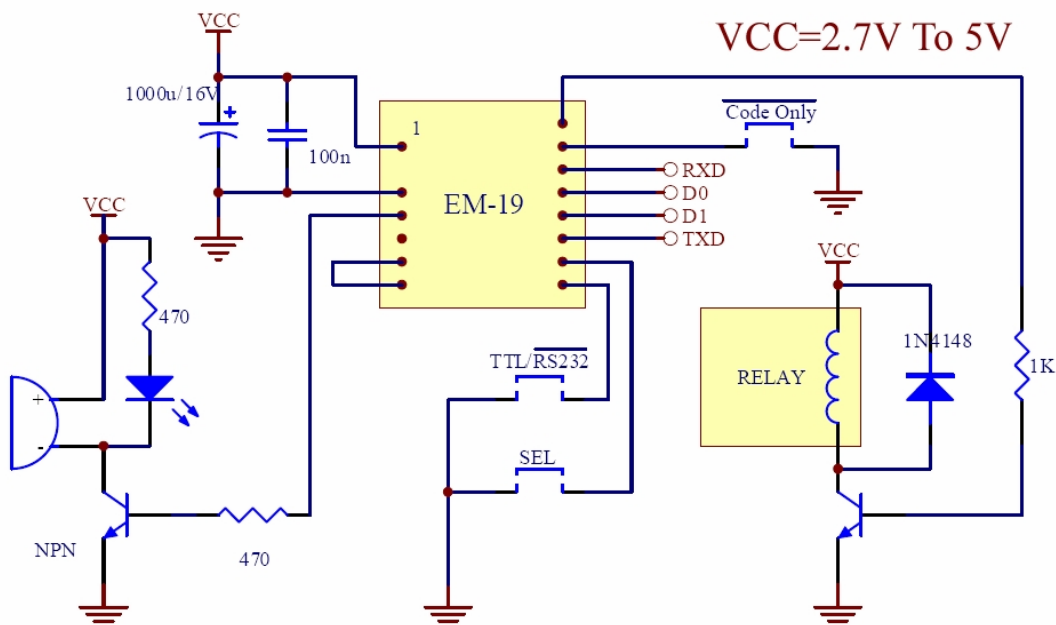 VCC
VCC=2.7V To 5V
1000u/16V
+
100n
1
EM-19
Code Only
RXD
D0
D1
TXD
VCC
470
+
-
NPN
470
TTL/RS232
SEL
VCC
RELAY
1N4148
1K